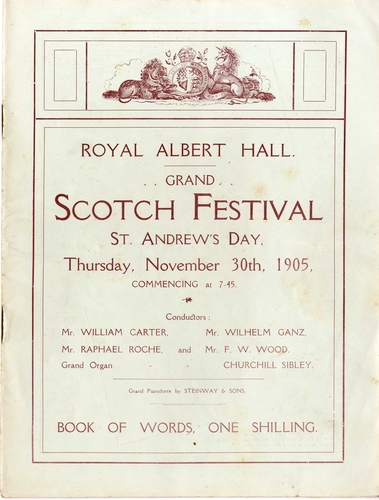 ROYAL ALBERT HALL.
. . GRAND . .
SCOTCH FESTIVAL
ST. ANDREW'S DAY,
Thursday, November 30th, 1905,
COMMENCING at 7-45.
Conductors :
Mr. WILLIAM CARTER, Mr. WILHELM GANZ,
Mr. RAPHAEL ROCHE, and Mr. F. W. WOOD.
Grand Organ - - CHURCHILL SIBLEY.
Grand Pianoforte by STEINWAY & SONS.
BOOK OF WORDS, ONE SHILLING.